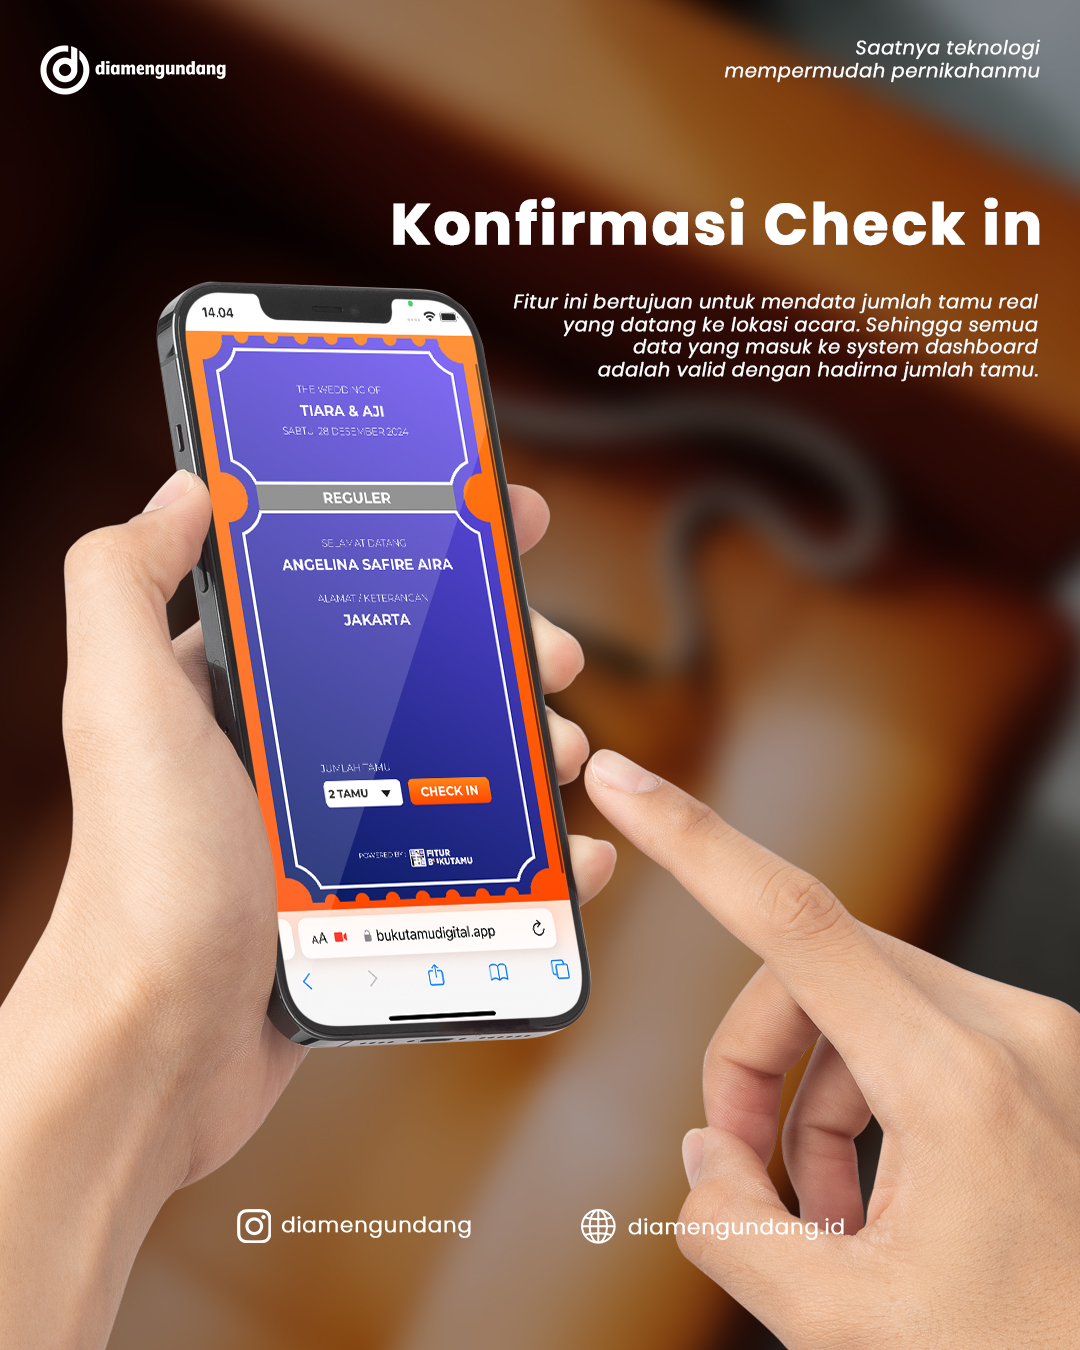 diamengundang
Saatnya teknologi
mempermudah pernikahanmu
Konfirmasi Check in
Fitur ini bertujuan untuk mendata jumlah tamu real
yang datang ke lokasi acara. Sehingga semua
data yang masuk ke system dashboard
adalah valid dengan hadirna jumlah tamu.
14.04
THE WEDDING OF
TIARA & AJI
SABTU 28 DESEMBER 2024
REGULER
SELAMAT DATANG
ANGELINA SAFIRE AIRA
ALAMAT / KETERANGAN
JAKARTA
JUMLAH TAMU
2 TAMU
CHECK IN
POWERED BY :
FITUR
BUKUTAMU
AA
bukutamudigital.app
diamengundang
diamengundang.id